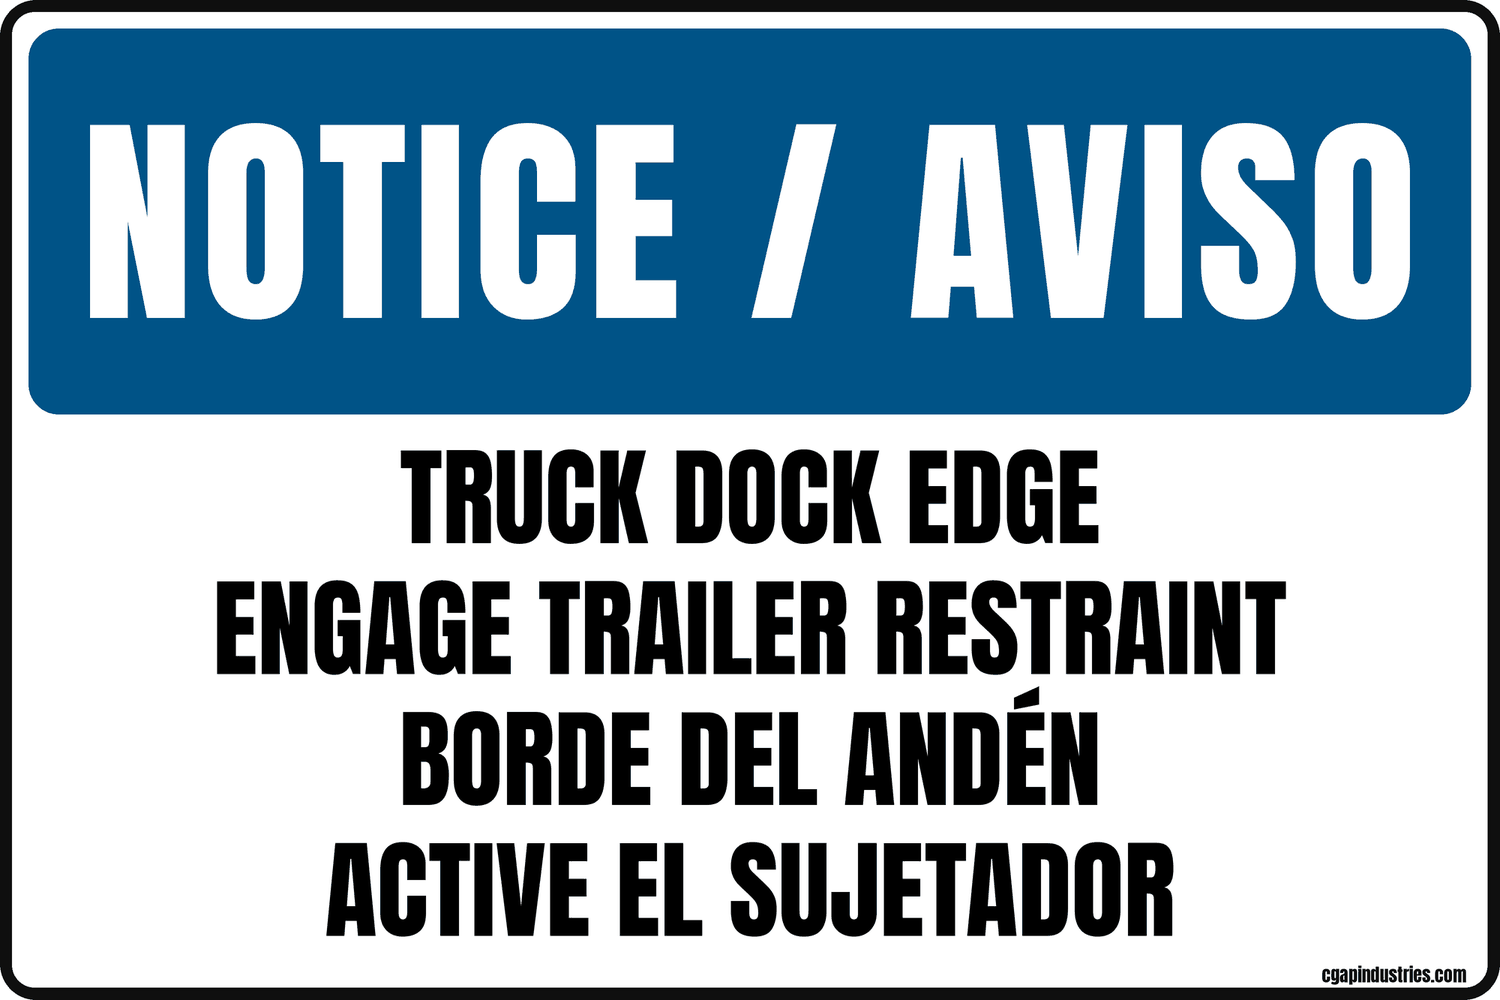 NOTICE / AVISO
TRUCK DOCK EDGE
ENGAGE TRAILER RESTRAINT
BORDE DEL ANDÉN
ACTIVE EL SUJETADOR
cgapindustries.com